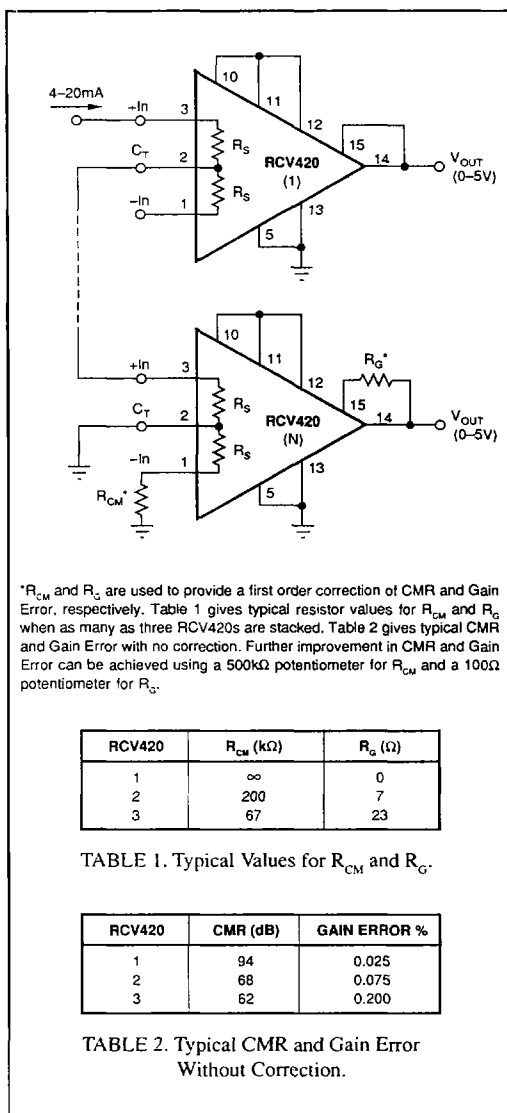 4–20mA
+In
3
C_T
2
–In
1
R_S
R_S
10
11
12
RCV420
(1)
15
14
13
5
V_OUT
(0–5V)
+In
3
C_T
2
–In
1
R_CM*
R_S
R_S
10
11
12
RCV420
(N)
R_G*
15
14
13
5
V_OUT
(0–5V)
*R_CM and R_G are used to provide a first order correction of CMR and Gain
Error, respectively. Table 1 gives typical resistor values for R_CM and R_G
when as many as three RCV420s are stacked. Table 2 gives typical CMR
and Gain Error with no correction. Further improvement in CMR and Gain
Error can be achieved using a 500kΩ potentiometer for R_CM and a 100Ω
potentiometer for R_G.
RCV420 R_CM (kΩ) R_G (Ω)
1 ∞ 0
2 200 7
3 67 23
TABLE 1. Typical Values for R_CM and R_G.
RCV420 CMR (dB) GAIN ERROR %
1 94 0.025
2 68 0.075
3 62 0.200
TABLE 2. Typical CMR and Gain Error
Without Correction.